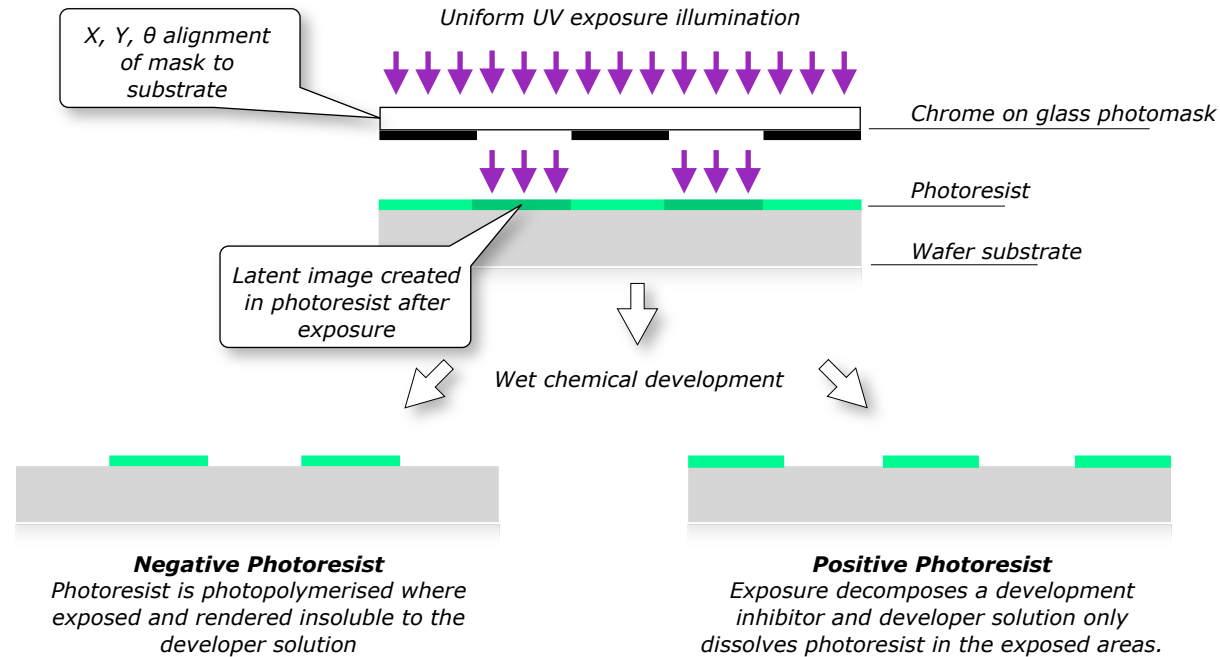 Uniform UV exposure illumination
X, Y, θ alignment
of mask to
substrate
Chrome on glass photomask
Photoresist
Wafer substrate
Latent image created
in photoresist after
exposure
Wet chemical development
Negative Photoresist
Photoresist is photopolymerised where
exposed and rendered insoluble to the
developer solution
Positive Photoresist
Exposure decomposes a development
inhibitor and developer solution only
dissolves photoresist in the exposed areas.